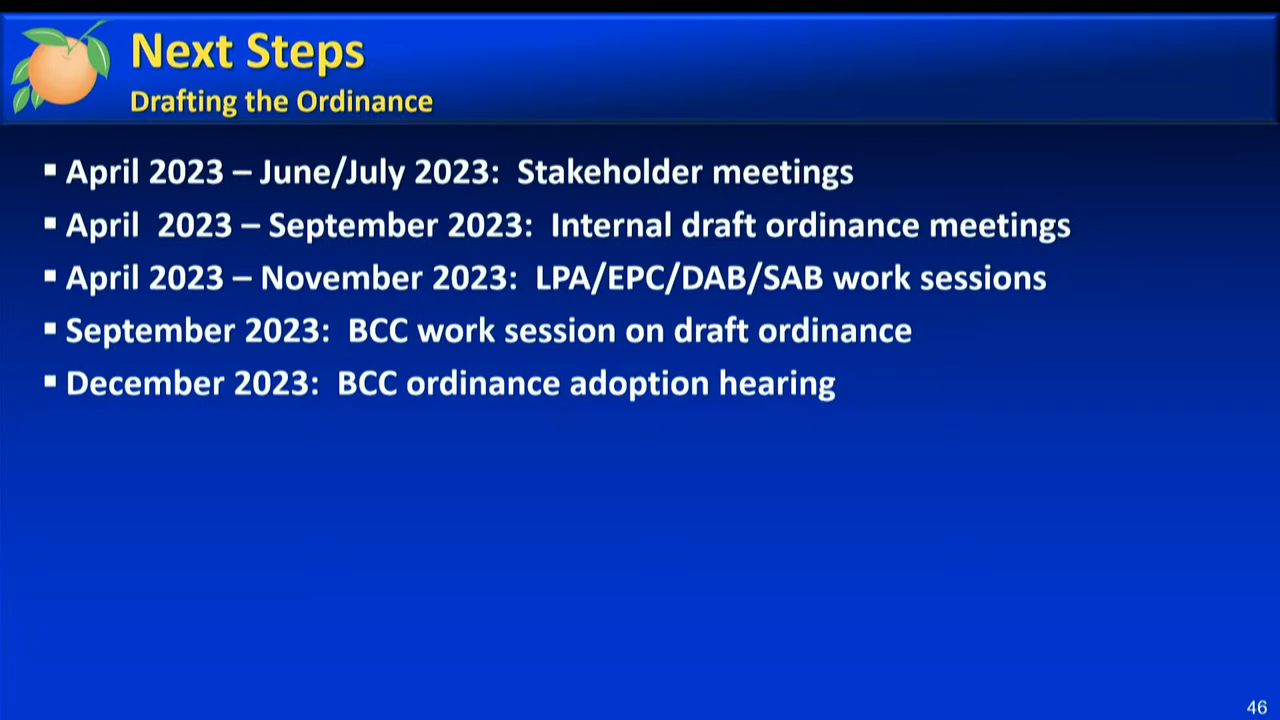 Next Steps
Drafting the Ordinance
▪ April 2023 – June/July 2023:  Stakeholder meetings
▪ April  2023 – September 2023:  Internal draft ordinance meetings
▪ April 2023 – November 2023:  LPA/EPC/DAB/SAB work sessions
▪ September 2023:  BCC work session on draft ordinance
▪ December 2023:  BCC ordinance adoption hearing
46